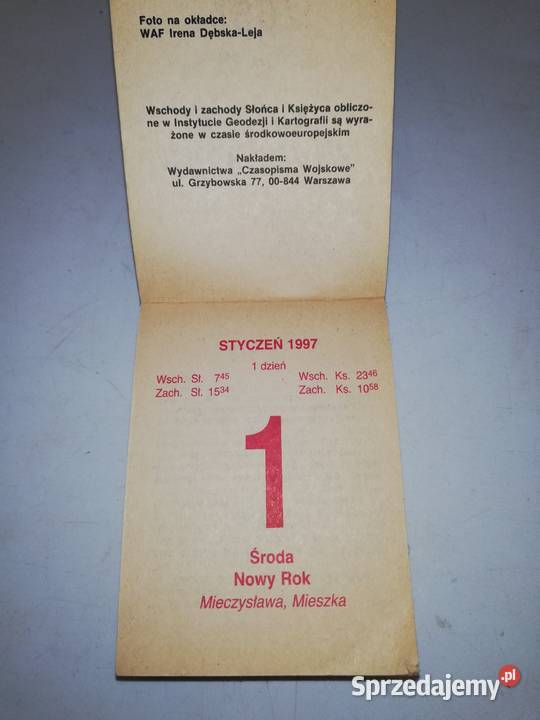 Foto na okładce:
WAF Irena Dębska-Leja
Wschody i zachody Słońca i Księżyca obliczo-
ne w Instytucie Geodezji i Kartografii są wyra-
żone w czasie środkowoeuropejskim
Nakładem:
Wydawnictwa „Czasopisma Wojskowe"
ul. Grzybowska 77, 00-844 Warszawa
STYCZEŃ 1997
1 dzień
Wsch. Sł. 7⁴⁵ Wsch. Ks. 23⁴⁶
Zach. Sł. 15³⁴ Zach. Ks. 10⁵⁸
1
Środa
Nowy Rok
Mieczysława, Mieszka
Sprzedajemy.pl